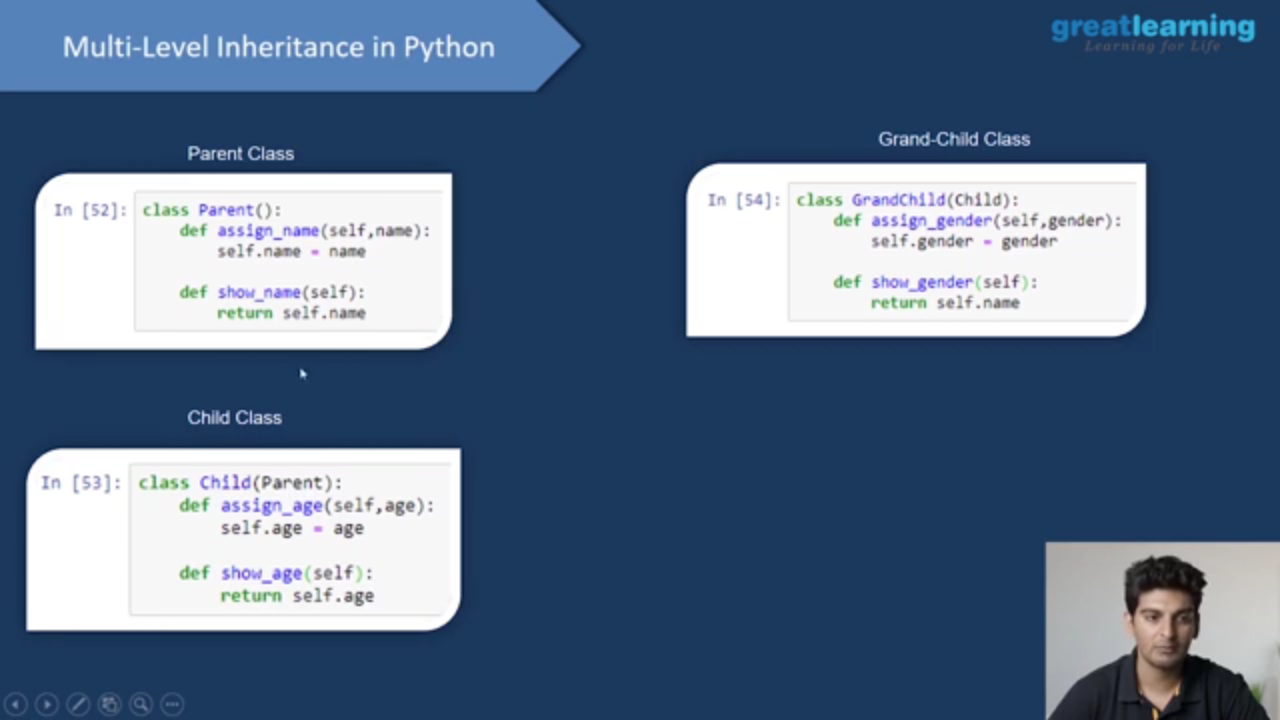 Multi-Level Inheritance in Python
greatlearning
Learning for Life
Parent Class
In [52]: class Parent():
def assign_name(self,name):
self.name = name
def show_name(self):
return self.name
Child Class
In [53]: class Child(Parent):
def assign_age(self,age):
self.age = age
def show_age(self):
return self.age
Grand-Child Class
In [54]: class GrandChild(Child):
def assign_gender(self,gender):
self.gender = gender
def show_gender(self):
return self.name